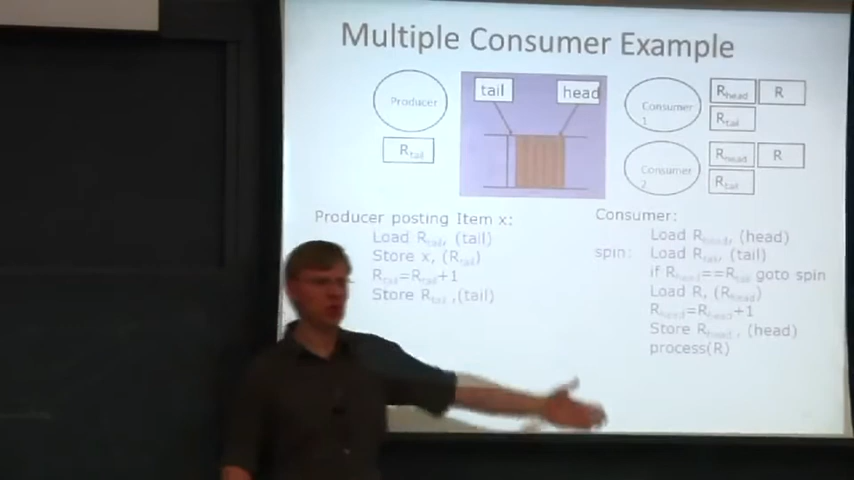 Multiple Consumer Example
tail
head
Producer
Rtail
Consumer
1
Rhead
R
Rtail
Consumer
2
Rhead
R
Rtail
Producer posting Item x:
Load Rtail, (tail)
Store x, (Rtail)
Rtail=Rtail+1
Store Rtail ,(tail)
Consumer:
Load Rhead, (head)
spin: Load Rtail, (tail)
if Rhead==Rtail goto spin
Load R, (Rhead)
Rhead=Rhead+1
Store Rhead , (head)
process(R)